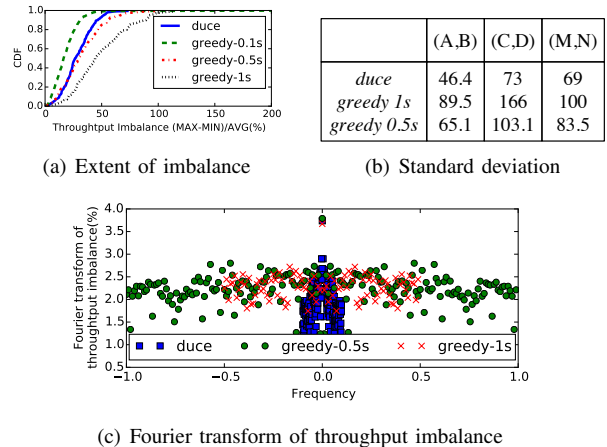 1.0
0.8
0.6
0.4
0.2
0.0
CDF
duce
greedy-0.1s
greedy-0.5s
greedy-1s
0 50 100 150 200
Throughtput Imbalance (MAX-MIN)/AVG(%)
(a) Extent of imbalance
(A,B) (C,D) (M,N)
duce 46.4 73 69
greedy 1s 89.5 166 100
greedy 0.5s 65.1 103.1 83.5
(b) Standard deviation
4.0
3.5
3.0
2.5
2.0
1.5
1.0
0.5
Fourier transform of
throughtput imbalance(%)
duce greedy-0.5s greedy-1s
−1.0 −0.5 0.0 0.5 1.0
Frequency
(c) Fourier transform of throughput imbalance